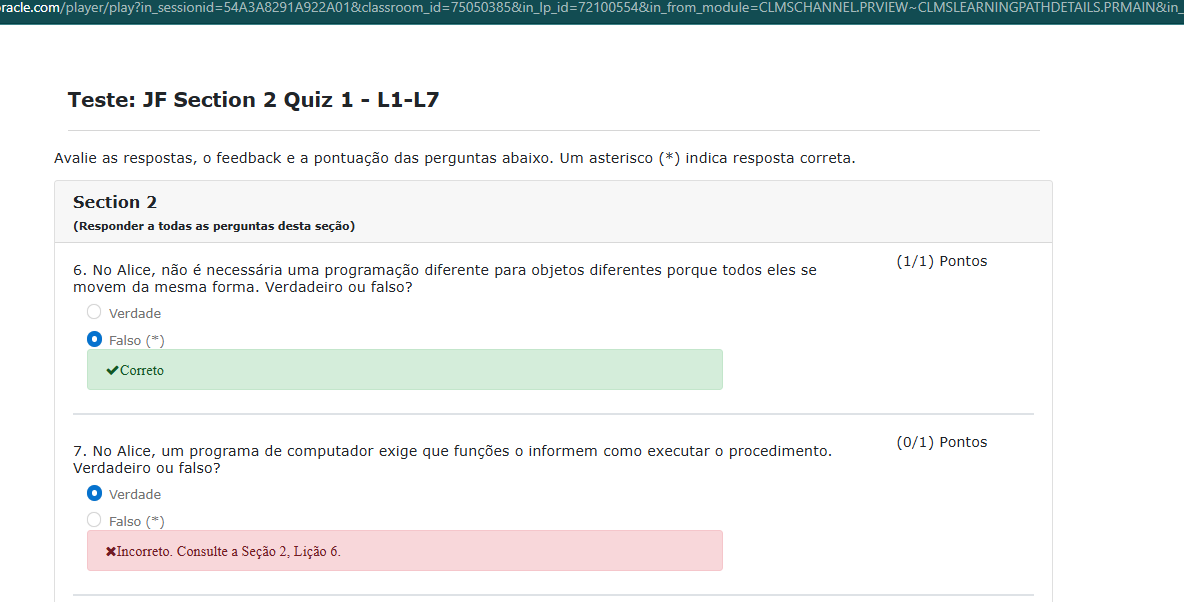 racle.com/player/play?in_sessionid=54A3A8291A922A01&classroom_id=75050385&in_lp_id=72100554&in_from_module=CLMSCHANNEL.PRVIEW~CLMSLEARNINGPATHDETAILS.PRMAIN&in_
Teste: JF Section 2 Quiz 1 - L1-L7
Avalie as respostas, o feedback e a pontuação das perguntas abaixo. Um asterisco (*) indica resposta correta.
Section 2
(Responder a todas as perguntas desta seção)
6. No Alice, não é necessária uma programação diferente para objetos diferentes porque todos eles se
movem da mesma forma. Verdadeiro ou falso?
(1/1) Pontos
Verdade
Falso (*)
✔Correto
7. No Alice, um programa de computador exige que funções o informem como executar o procedimento.
Verdadeiro ou falso?
(0/1) Pontos
Verdade
Falso (*)
✖Incorreto. Consulte a Seção 2, Lição 6.